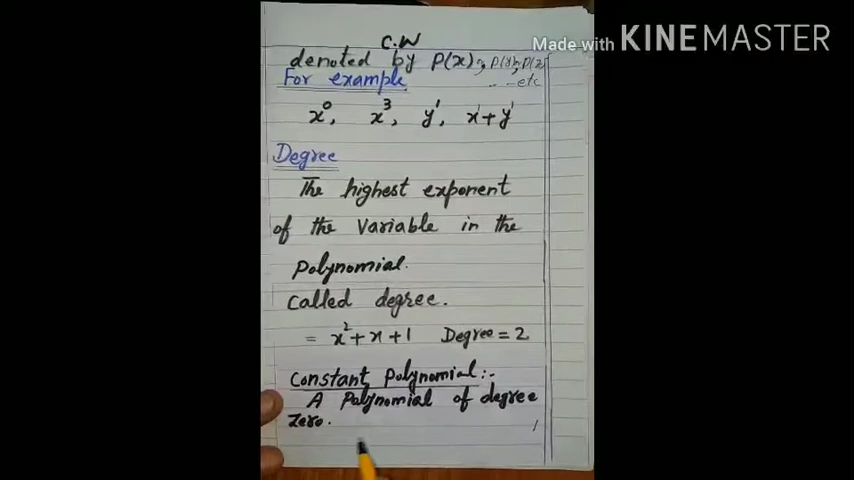 C.W
Made with KINEMASTER
denoted by P(x), P(y), P(z)
For example
... etc
x⁰, x³, y¹, x¹+y¹
Degree
The highest exponent
of the variable in the
Polynomial.
Called degree.
= x²+x+1 Degree = 2
Constant Polynomial:-
A Polynomial of degree
Zero.